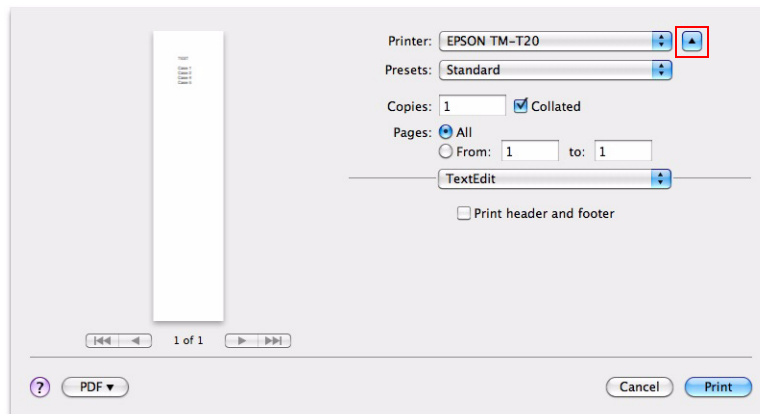 Printer: EPSON TM-T20
Presets: Standard
Copies: 1 Collated
Pages: All
From: 1 to: 1
TextEdit
Print header and footer
TEST
1 of 1
? PDF
Cancel Print